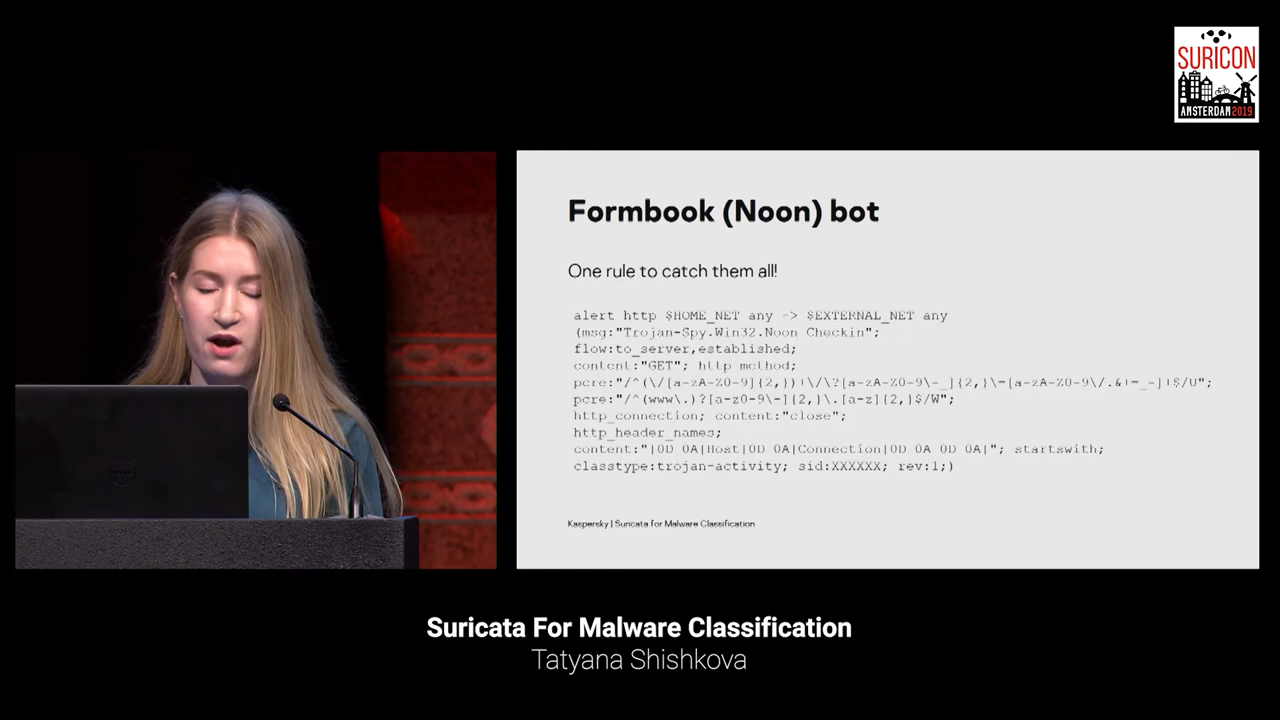 SURICON
AMSTERDAM 2019
Formbook (Noon) bot
One rule to catch them all!
alert http $HOME_NET any -> $EXTERNAL_NET any
(msg:"Trojan-Spy.Win32.Noon Checkin";
flow:to_server,established;
content:"GET"; http_method;
pcre:"/^(\/[a-zA-Z0-9]{2,})+\/\?[a-zA-Z0-9\-_]{2,}\=[a-zA-Z0-9\/.&+=_-]+$/U";
pcre:"/^(www\.)?[a-z0-9\-]{2,}\.[a-z]{2,}$/W";
http_connection; content:"close";
http_header_names;
content:"|0D 0A|Host|0D 0A|Connection|0D 0A 0D 0A|"; startswith;
classtype:trojan-activity; sid:XXXXXX; rev:1;)
Kaspersky | Suricata for Malware Classification
DELL
Suricata For Malware Classification
Tatyana Shishkova